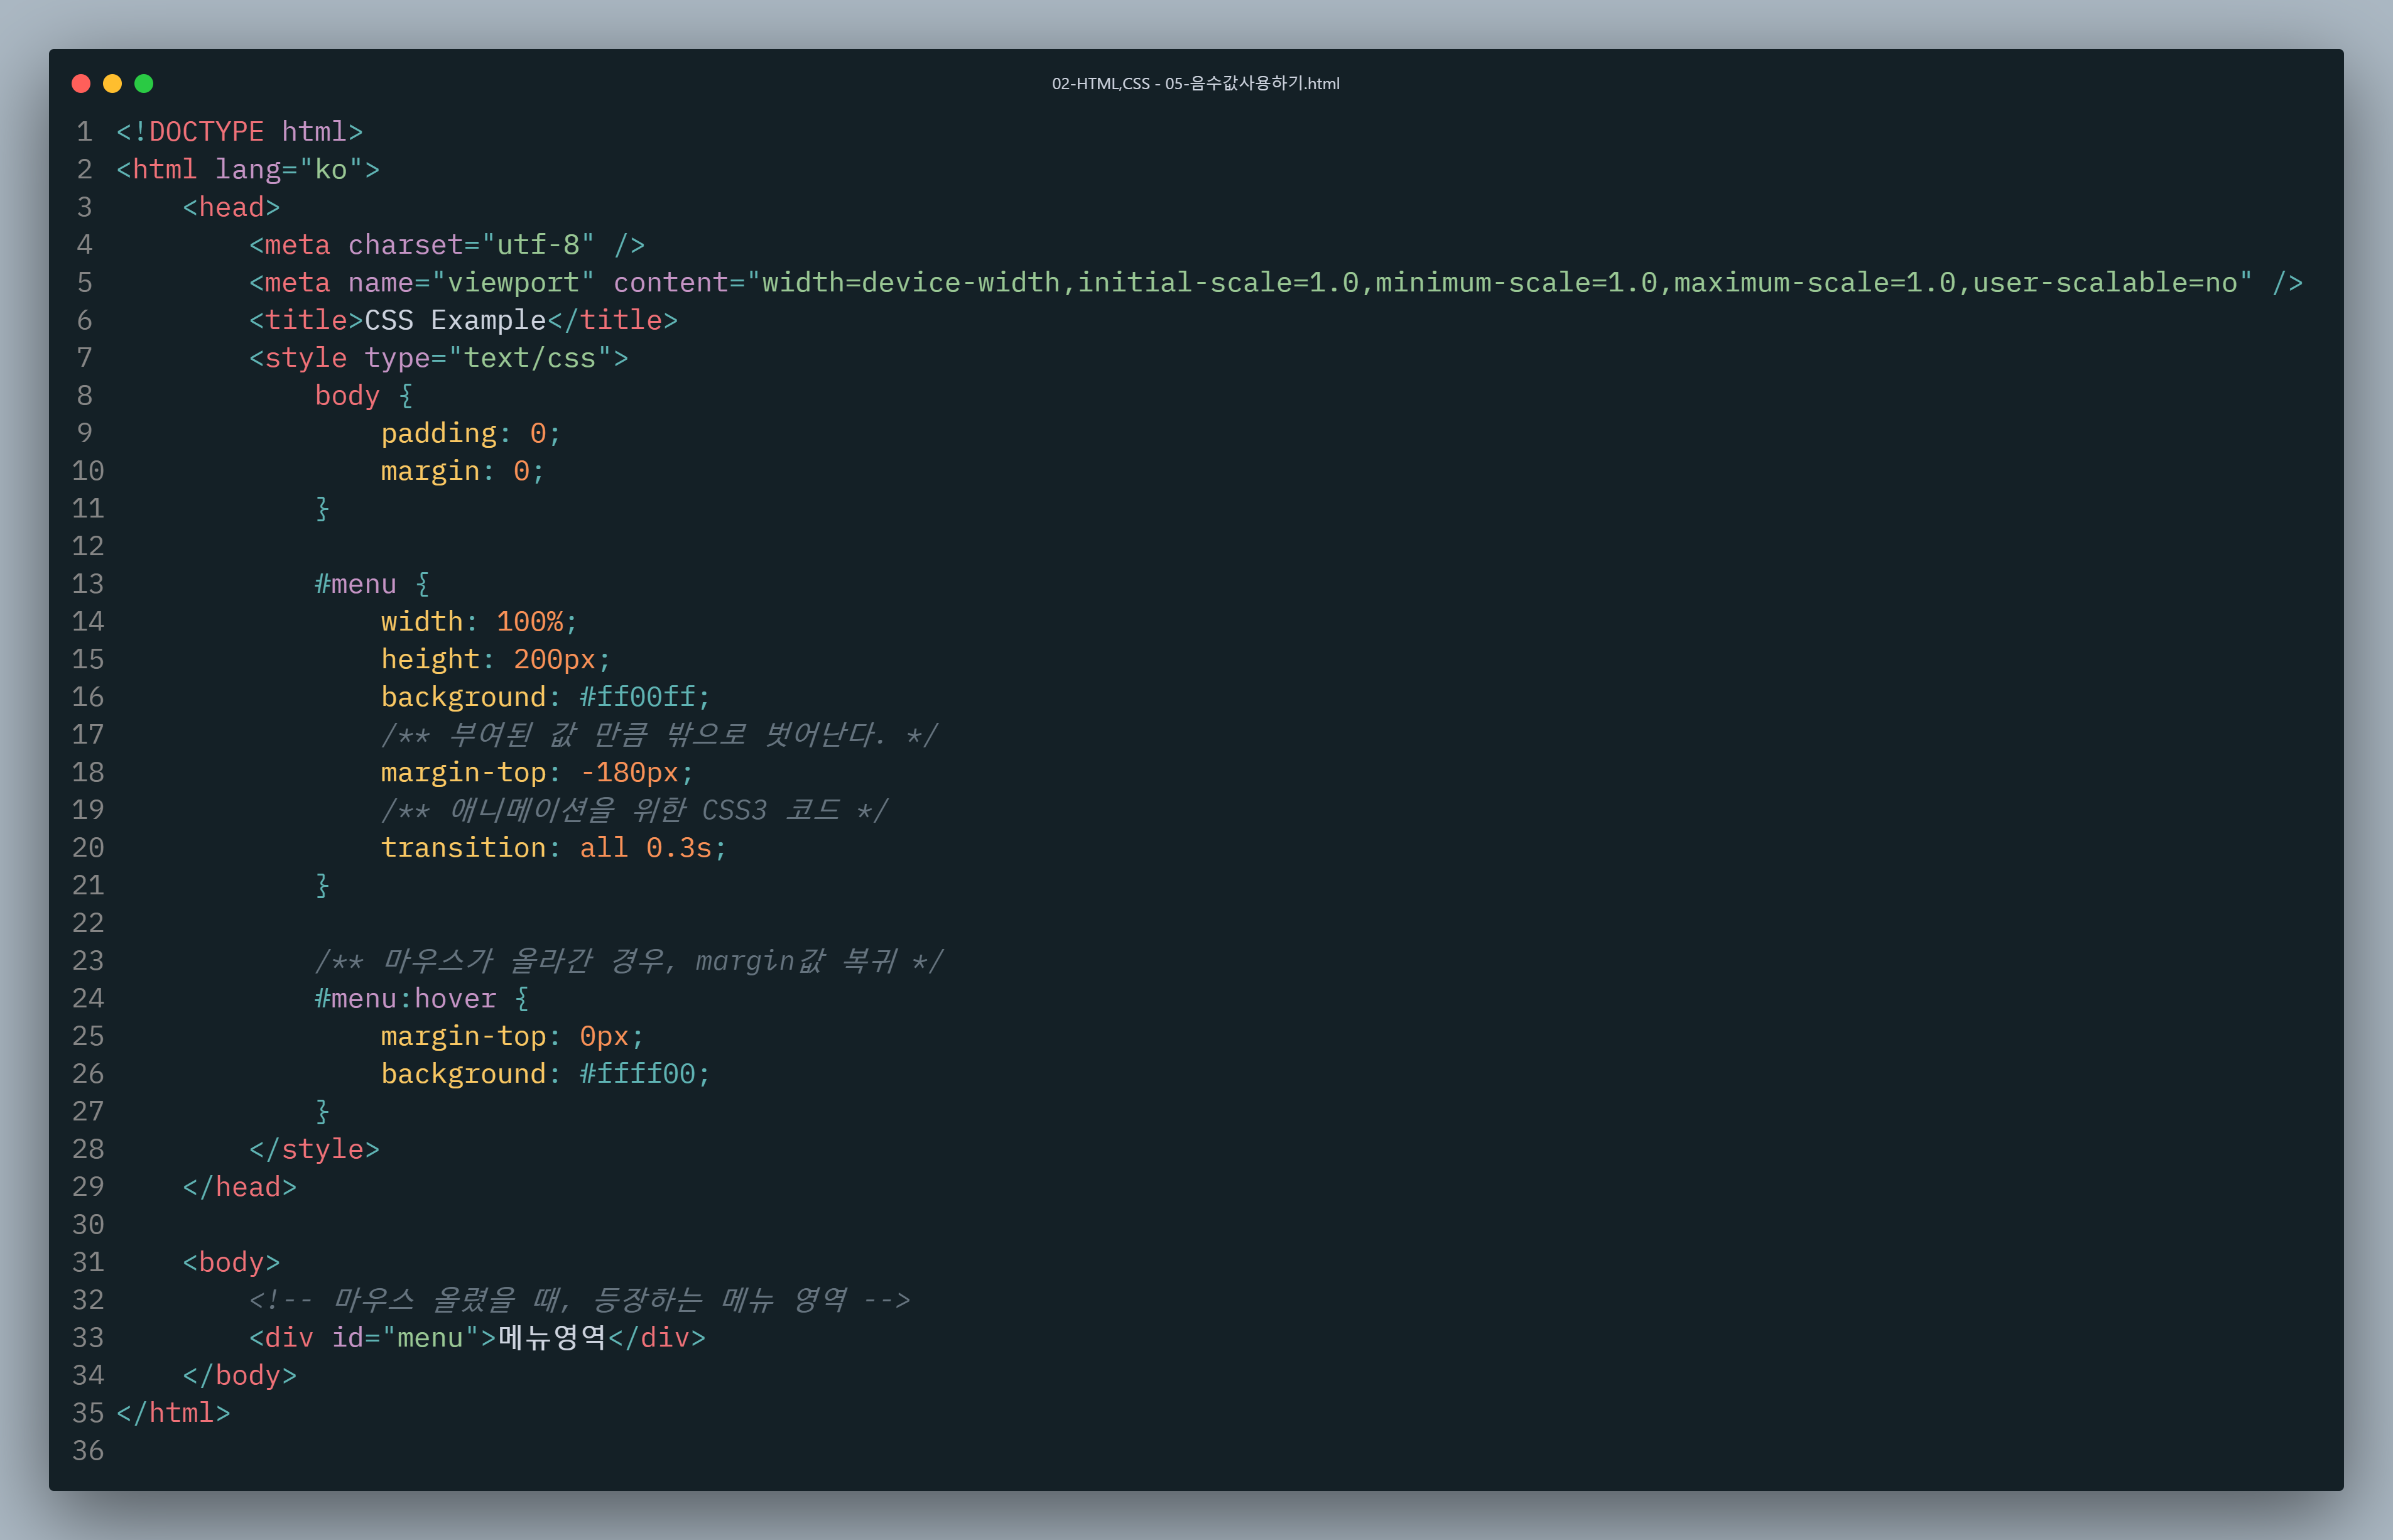 02-HTML,CSS - 05-음수값사용하기.html
1 <!DOCTYPE html>
2 <html lang="ko">
3     <head>
4         <meta charset="utf-8" />
5         <meta name="viewport" content="width=device-width,initial-scale=1.0,minimum-scale=1.0,maximum-scale=1.0,user-scalable=no" />
6         <title>CSS Example</title>
7         <style type="text/css">
8             body {
9                 padding: 0;
10                 margin: 0;
11             }
12
13             #menu {
14                 width: 100%;
15                 height: 200px;
16                 background: #ff00ff;
17                 /** 부여된 값 만큼 밖으로 벗어난다. */
18                 margin-top: -180px;
19                 /** 애니메이션을 위한 CSS3 코드 */
20                 transition: all 0.3s;
21             }
22
23             /** 마우스가 올라간 경우, margin값 복귀 */
24             #menu:hover {
25                 margin-top: 0px;
26                 background: #ffff00;
27             }
28         </style>
29     </head>
30
31     <body>
32         <!-- 마우스 올렸을 때, 등장하는 메뉴 영역 -->
33         <div id="menu">메뉴영역</div>
34     </body>
35 </html>
36